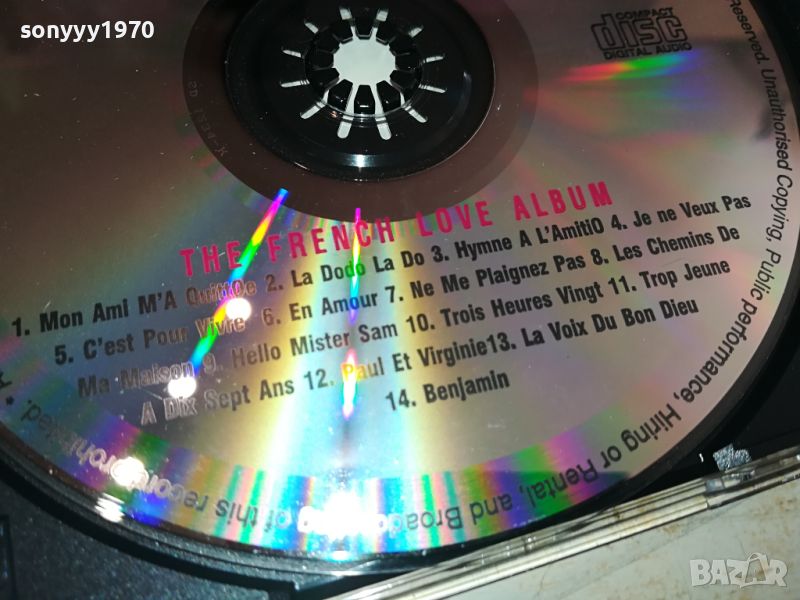 sonyyy1970
COMPACT
disc
DIGITAL AUDIO
Reserved. Unauthorised Copying, Public performance, Hiring or Rental, and Broadcasting of this record prohibited.
THE FRENCH LOVE ALBUM
1. Mon Ami M'A QuittOe 2. La Dodo La Do 3. Hymne A L'AmitiO 4. Je ne Veux Pas
5. C'est Pour Vivre 6. En Amour 7. Ne Me Plaignez Pas 8. Les Chemins De
Ma Maison 9. Hello Mister Sam 10. Trois Heures Vingt 11. Trop Jeune
A Dix Sept Ans 12. Paul Et Virginie13. La Voix Du Bon Dieu
14. Benjamin
BAZAR
bg